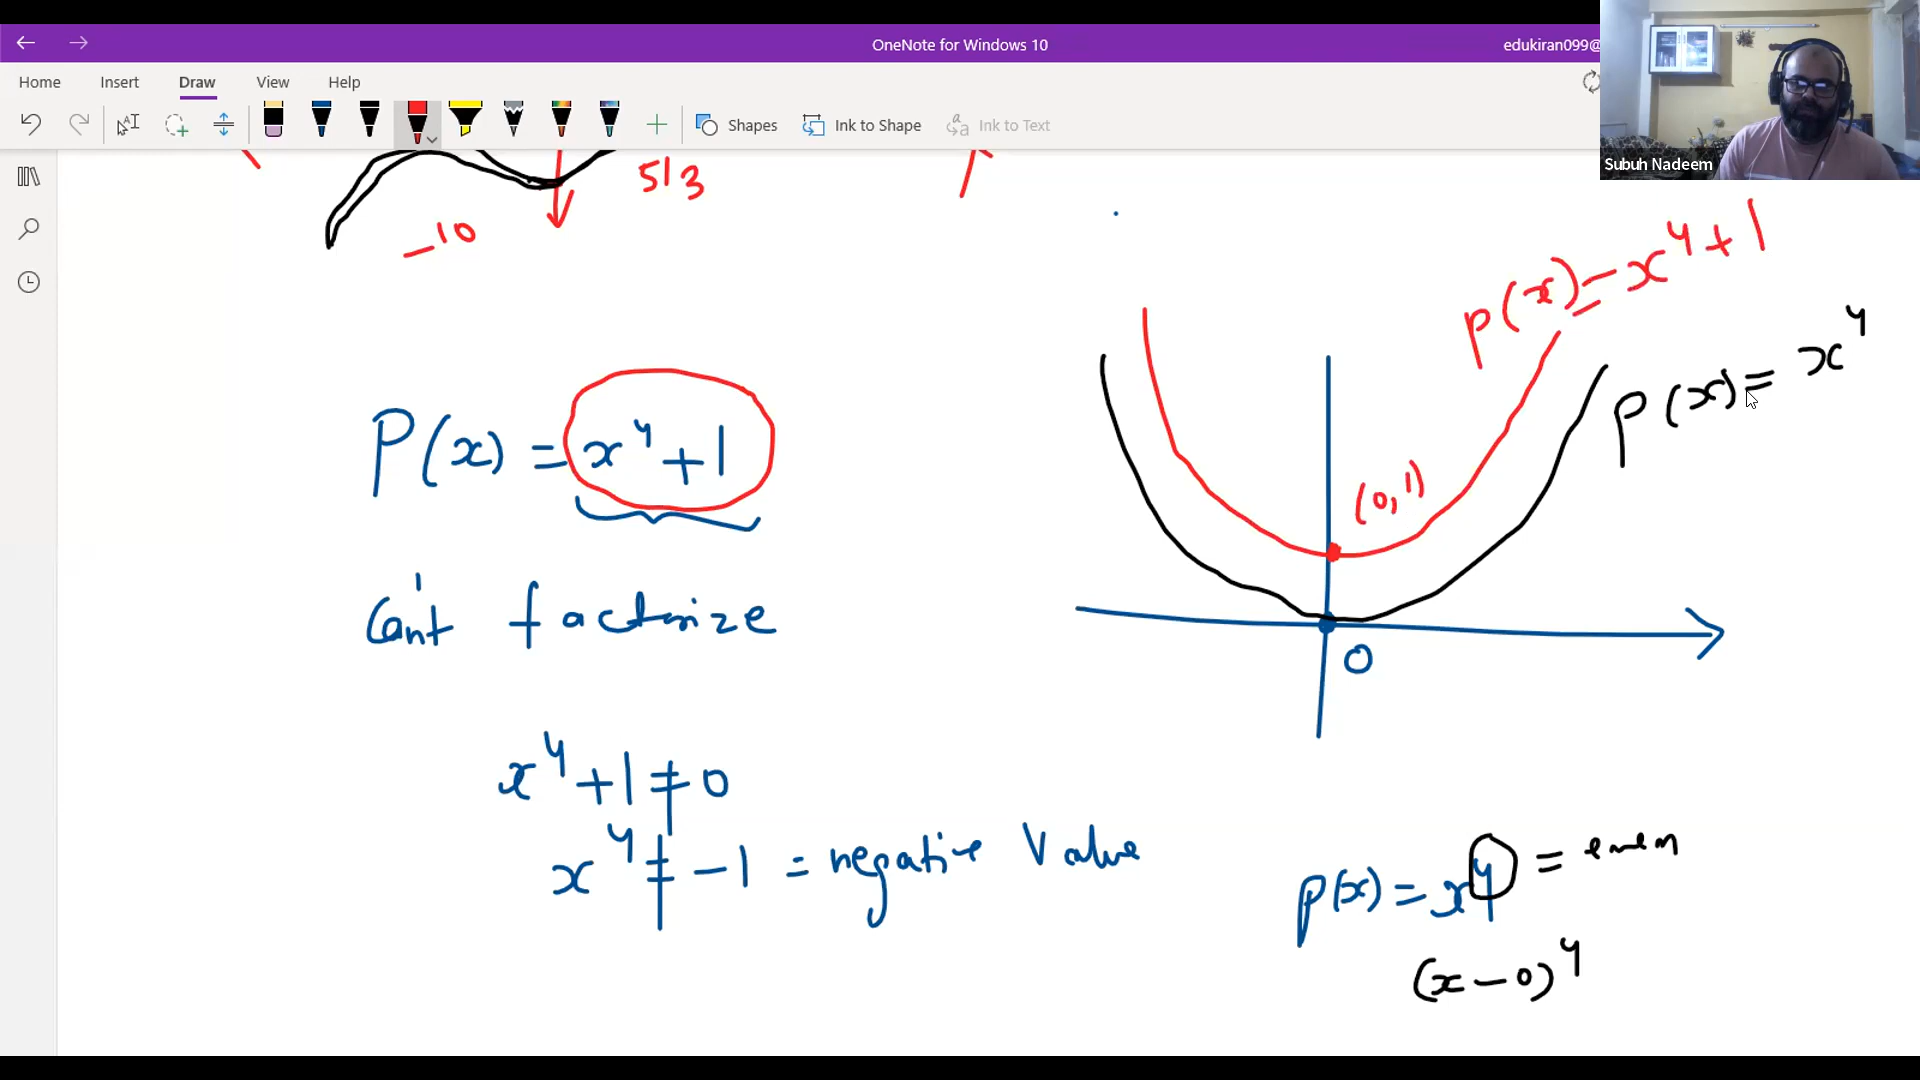 OneNote for Windows 10
edukiran099@
Home Insert Draw View Help
Shapes Ink to Shape Ink to Text
Subuh Nadeem
5/3
-10
p(x) = x⁴ + 1
p(x) = x⁴
P(x) = x⁴ + 1
(0, 1)
Can't factorize
0
x⁴ + 1 ≠ 0
x⁴ ≠ -1 = negative Value
p(x) = x⁴ = even
(x - 0)⁴